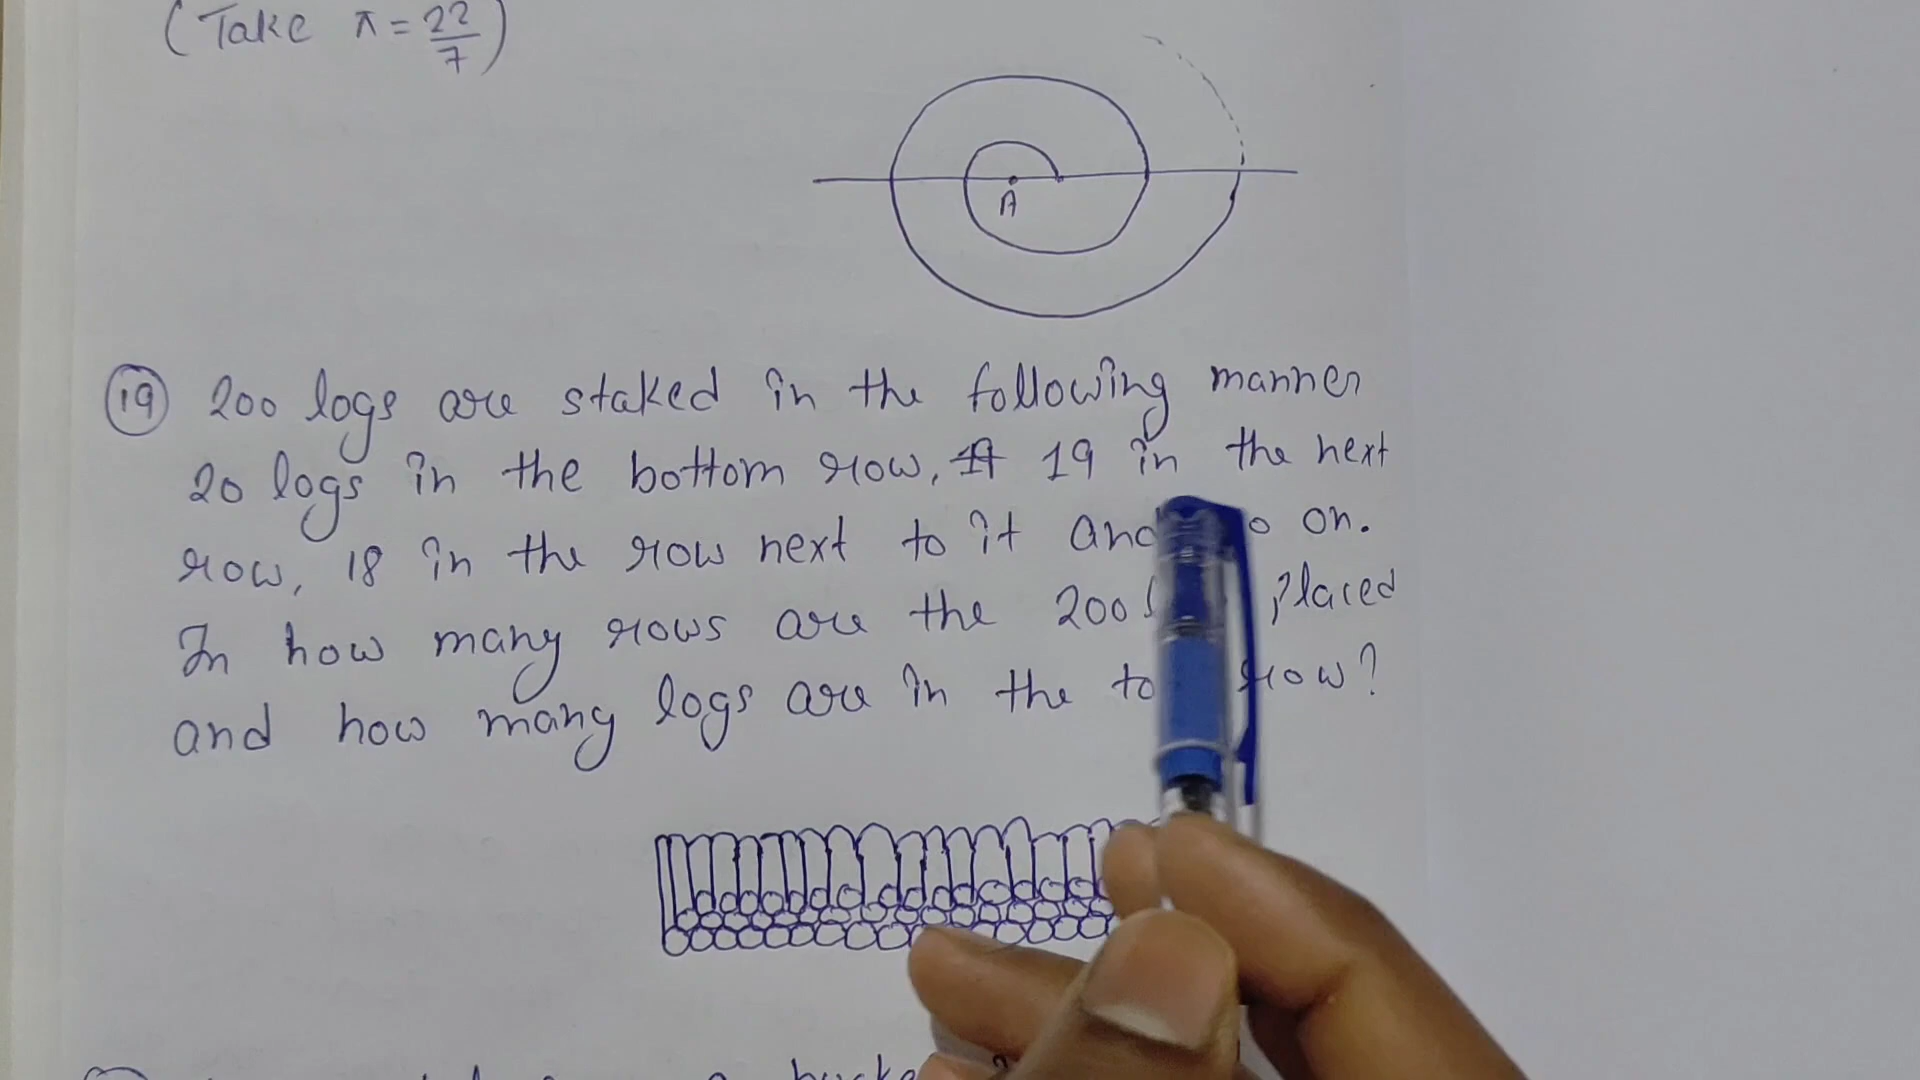 (Take π = 22/7)
A
19 200 logs are staked in the following manner
20 logs in the bottom row, 19 in the next
row, 18 in the row next to it and so on.
In how many rows are the 200 placed
and how many logs are in the top row?